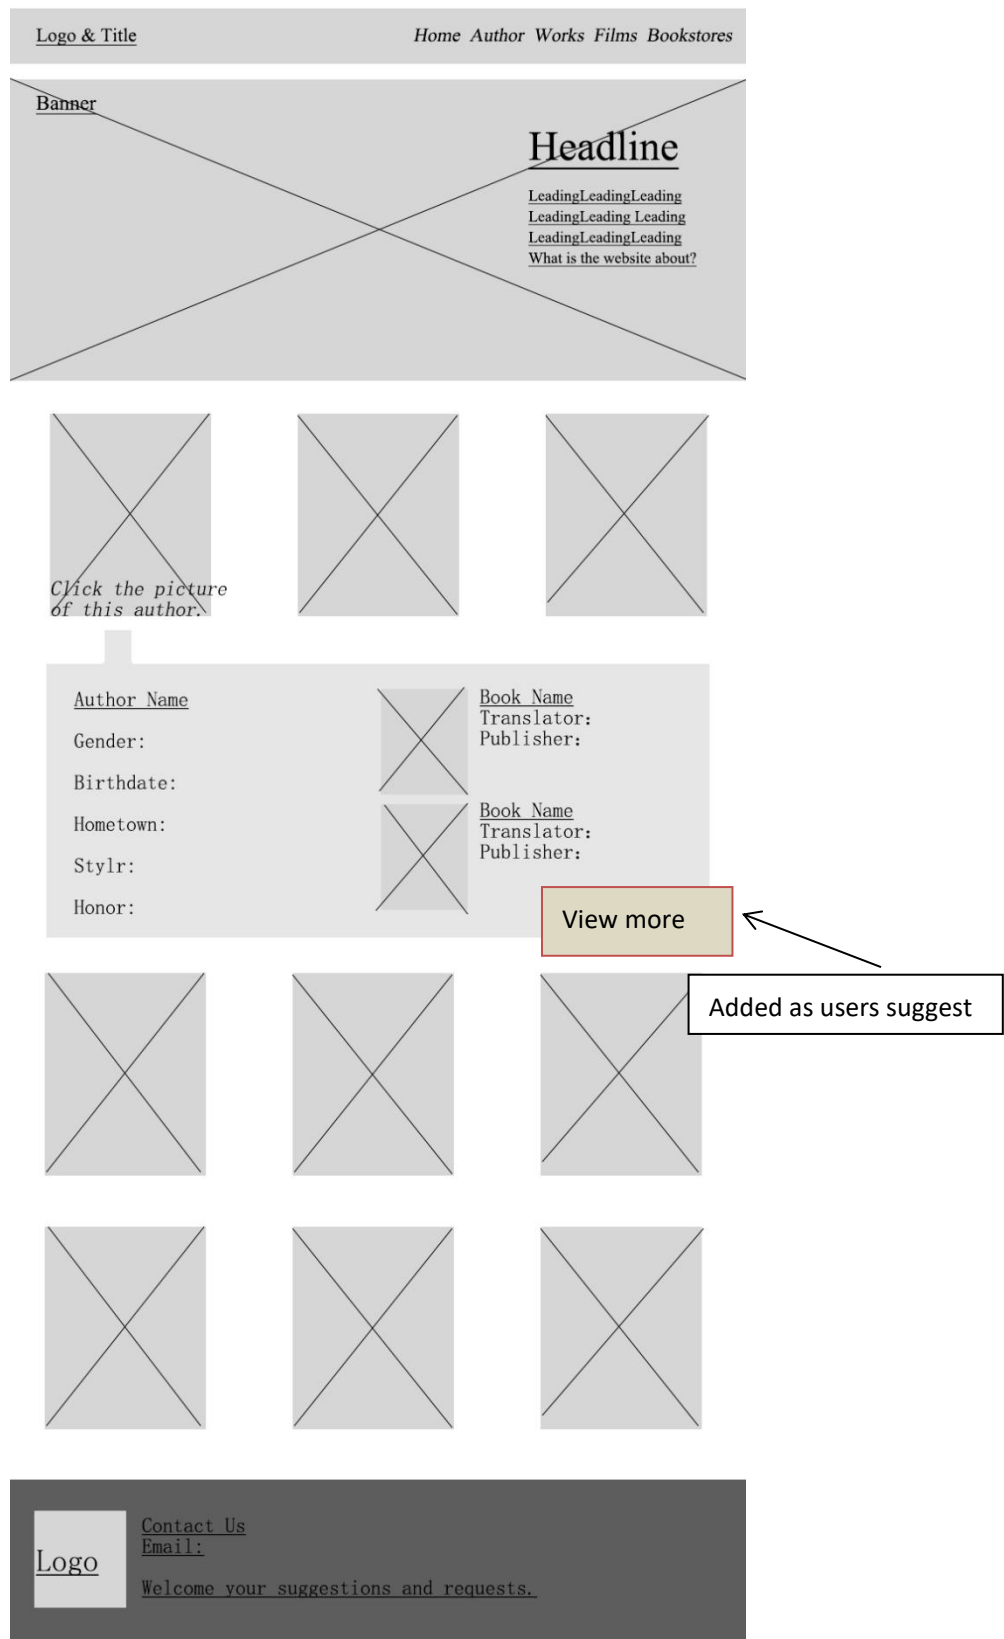 Logo & Title
Home Author Works Films Bookstores
Banner
Headline
LeadingLeadingLeading
LeadingLeading Leading
LeadingLeadingLeading
What is the website about?
Click the picture
of this author.
Author Name
Gender:
Birthdate:
Hometown:
Stylr:
Honor:
Book Name
Translator:
Publisher:
Book Name
Translator:
Publisher:
View more
Added as users suggest
Logo
Contact Us
Email:
Welcome your suggestions and requests.